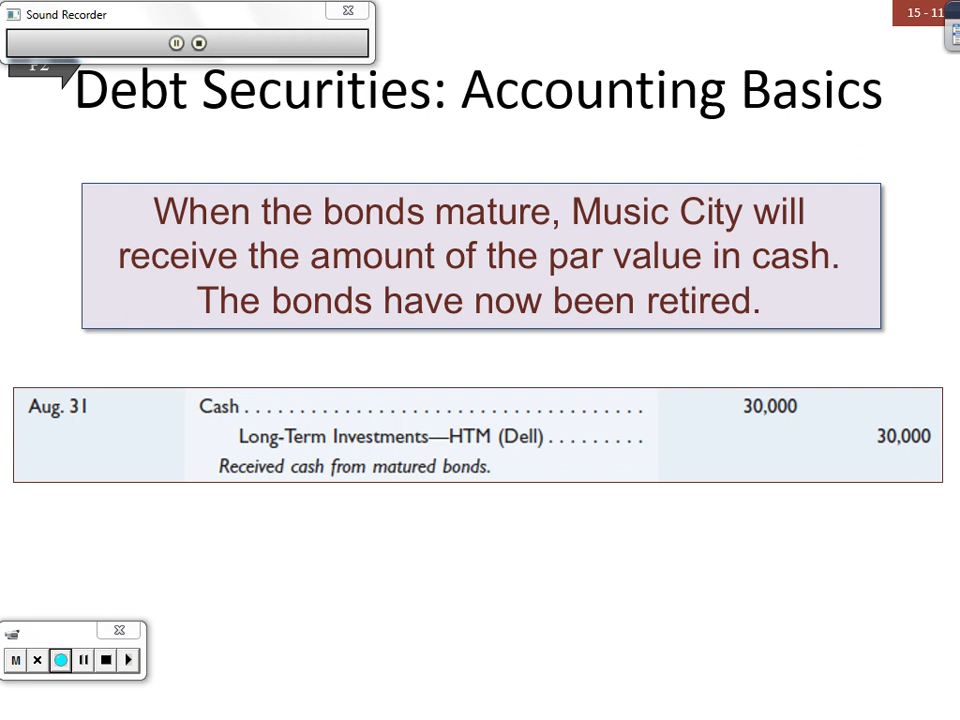 Sound Recorder
15 - 11
P2
Debt Securities: Accounting Basics
When the bonds mature, Music City will
receive the amount of the par value in cash.
The bonds have now been retired.
Aug. 31 Cash . . . . . . . . . . . . . . . . . . . . . . . . . . . . . . . . . . . . 30,000
Long-Term Investments—HTM (Dell) . . . . . . . . . 30,000
Received cash from matured bonds.
M